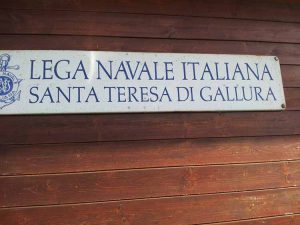 LEGA NAVALE ITALIANA
SANTA TERESA DI GALLURA